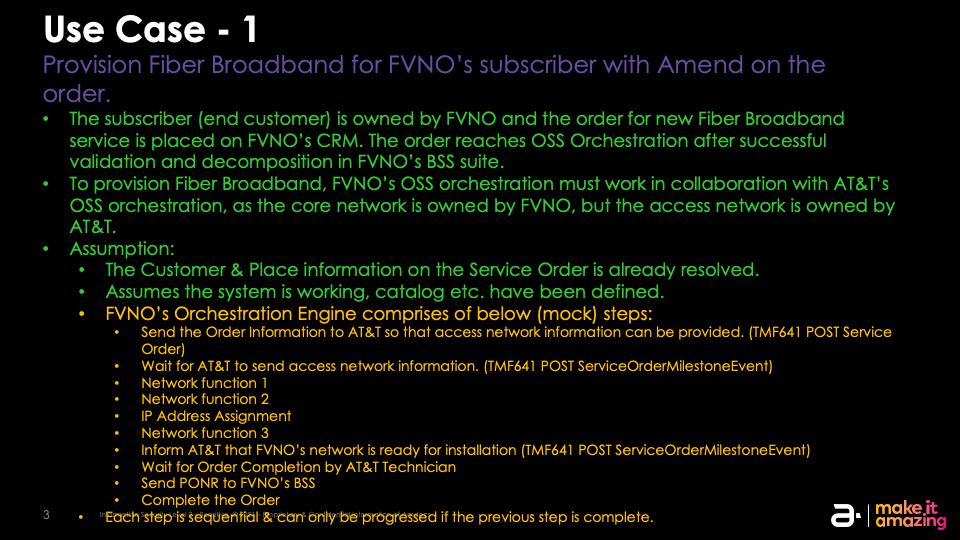 Use Case - 1
Provision Fiber Broadband for FVNO's subscriber with Amend on the
order.
• The subscriber (end customer) is owned by FVNO and the order for new Fiber Broadband
service is placed on FVNO's CRM. The order reaches OSS Orchestration after successful
validation and decomposition in FVNO's BSS suite.
• To provision Fiber Broadband, FVNO's OSS orchestration must work in collaboration with AT&T's
OSS orchestration, as the core network is owned by FVNO, but the access network is owned by
AT&T.
• Assumption:
• The Customer & Place information on the Service Order is already resolved.
• Assumes the system is working, catalog etc. have been defined.
• FVNO's Orchestration Engine comprises of below (mock) steps:
• Send the Order Information to AT&T so that access network information can be provided. (TMF641 POST Service
Order)
• Wait for AT&T to send access network information. (TMF641 POST ServiceOrderMilestoneEvent)
• Network function 1
• Network function 2
• IP Address Assignment
• Network function 3
• Inform AT&T that FVNO's network is ready for installation (TMF641 POST ServiceOrderMilestoneEvent)
• Wait for Order Completion by AT&T Technician
• Send PONR to FVNO's BSS
• Complete the Order
• Each step is sequential & can only be progressed if the previous step is complete.
3
a
make it
amazing